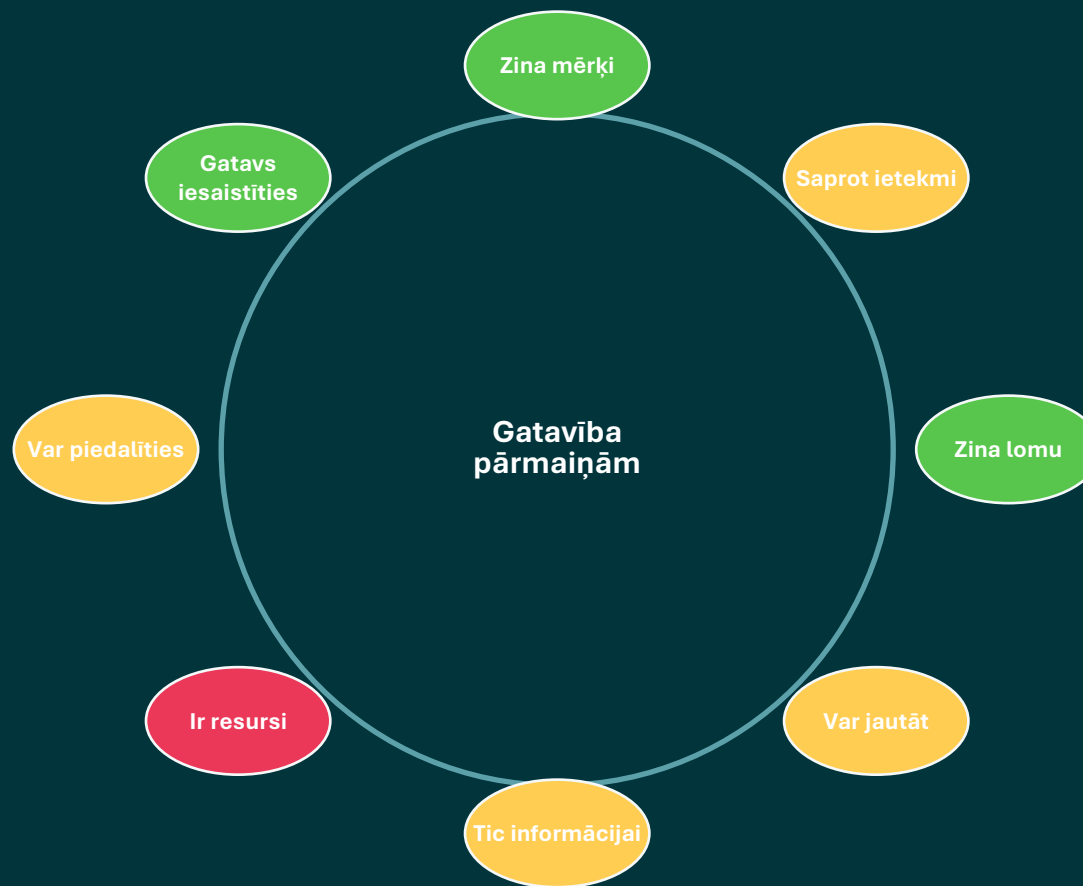 Zina mērķi
Gatavs
iesaistīties
Saprot ietekmi
Gatavība
pārmaiņām
Var piedalīties
Zina lomu
Ir resursi
Var jautāt
Tic informācijai